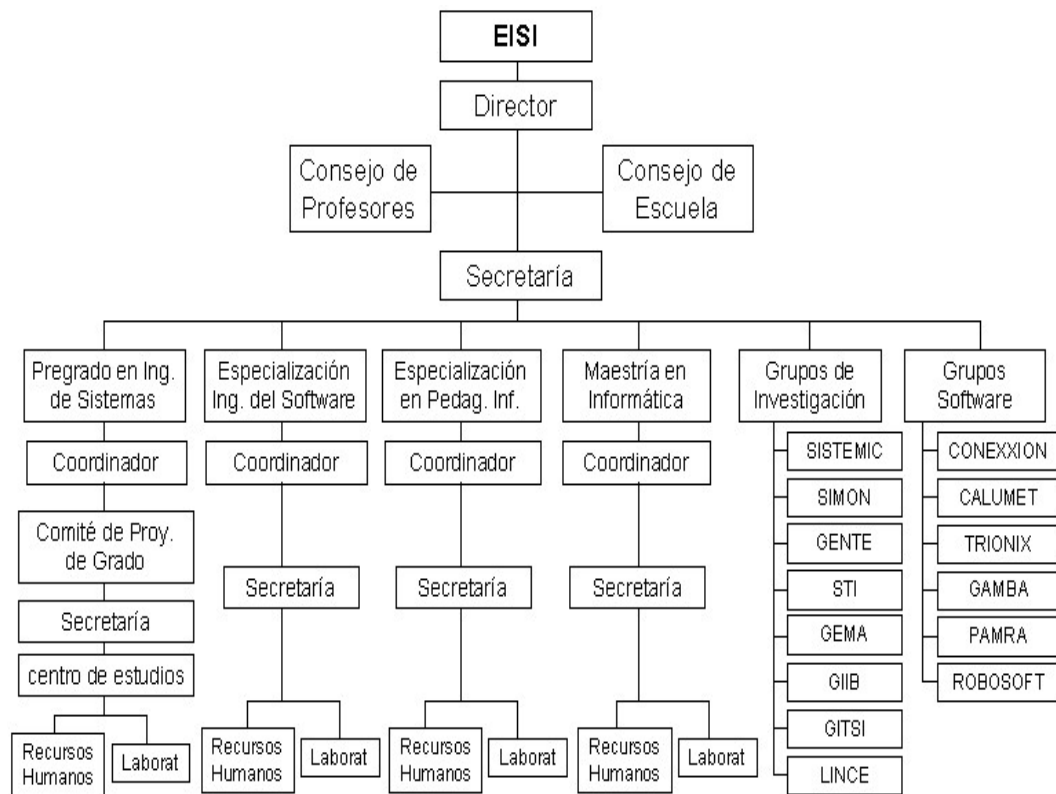 EISI
Director
Consejo de
Profesores
Consejo de
Escuela
Secretaría
Pregrado en Ing.
de Sistemas
Especialización
Ing. del Software
Especialización
en Pedag. Inf.
Maestría en
Informática
Grupos de
Investigación
Grupos
Software
Coordinador
Coordinador
Coordinador
Coordinador
SISTEMIC
CONEXXION
SIMON
CALUMET
Comité de Proy.
de Grado
GENTE
TRIONIX
Secretaría
Secretaría
Secretaría
STI
GAMBA
Secretaría
GEMA
PAMRA
centro de estudios
GIIB
ROBOSOFT
Recursos
Humanos
Laborat
Recursos
Humanos
Laborat
Recursos
Humanos
Laborat
Recursos
Humanos
Laborat
GITSI
LINCE